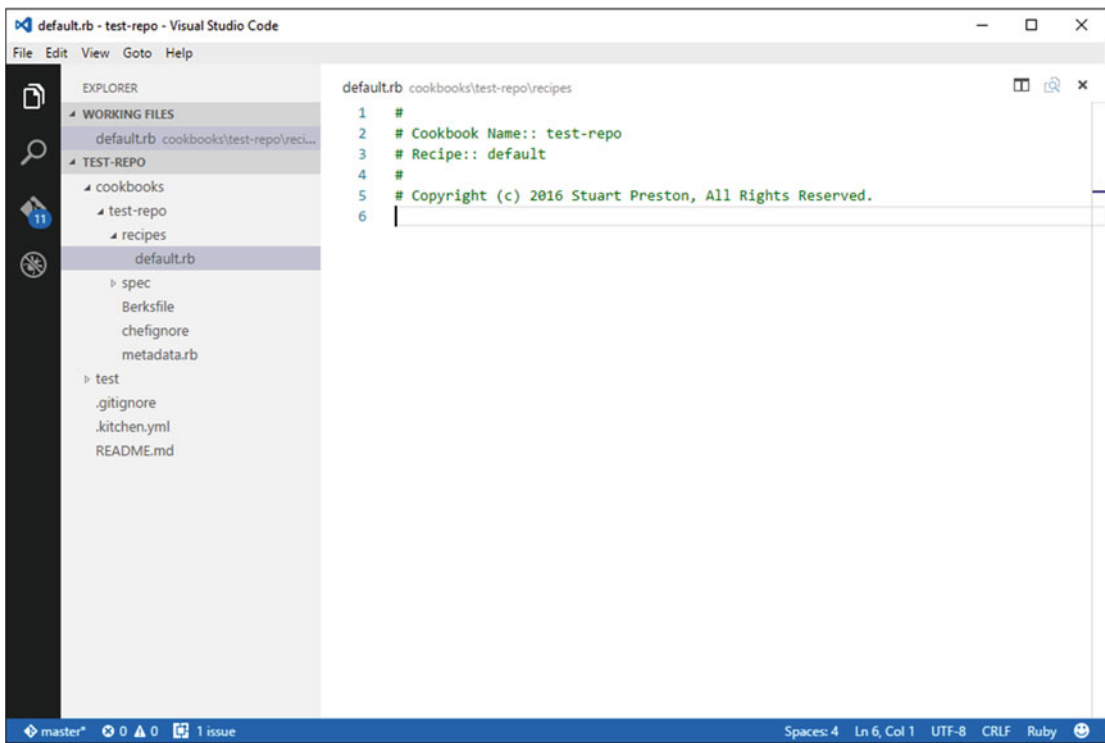 default.rb - test-repo - Visual Studio Code
File Edit View Goto Help
EXPLORER
WORKING FILES
default.rb cookbooks\test-repo\reci...
TEST-REPO
cookbooks
test-repo
recipes
default.rb
spec
Berksfile
chefignore
metadata.rb
test
.gitignore
.kitchen.yml
README.md
11
default.rb cookbooks\test-repo\recipes
1 #
2 # Cookbook Name:: test-repo
3 # Recipe:: default
4 #
5 # Copyright (c) 2016 Stuart Preston, All Rights Reserved.
6
master* 0 0 1 issue Spaces: 4 Ln 6, Col 1 UTF-8 CRLF Ruby